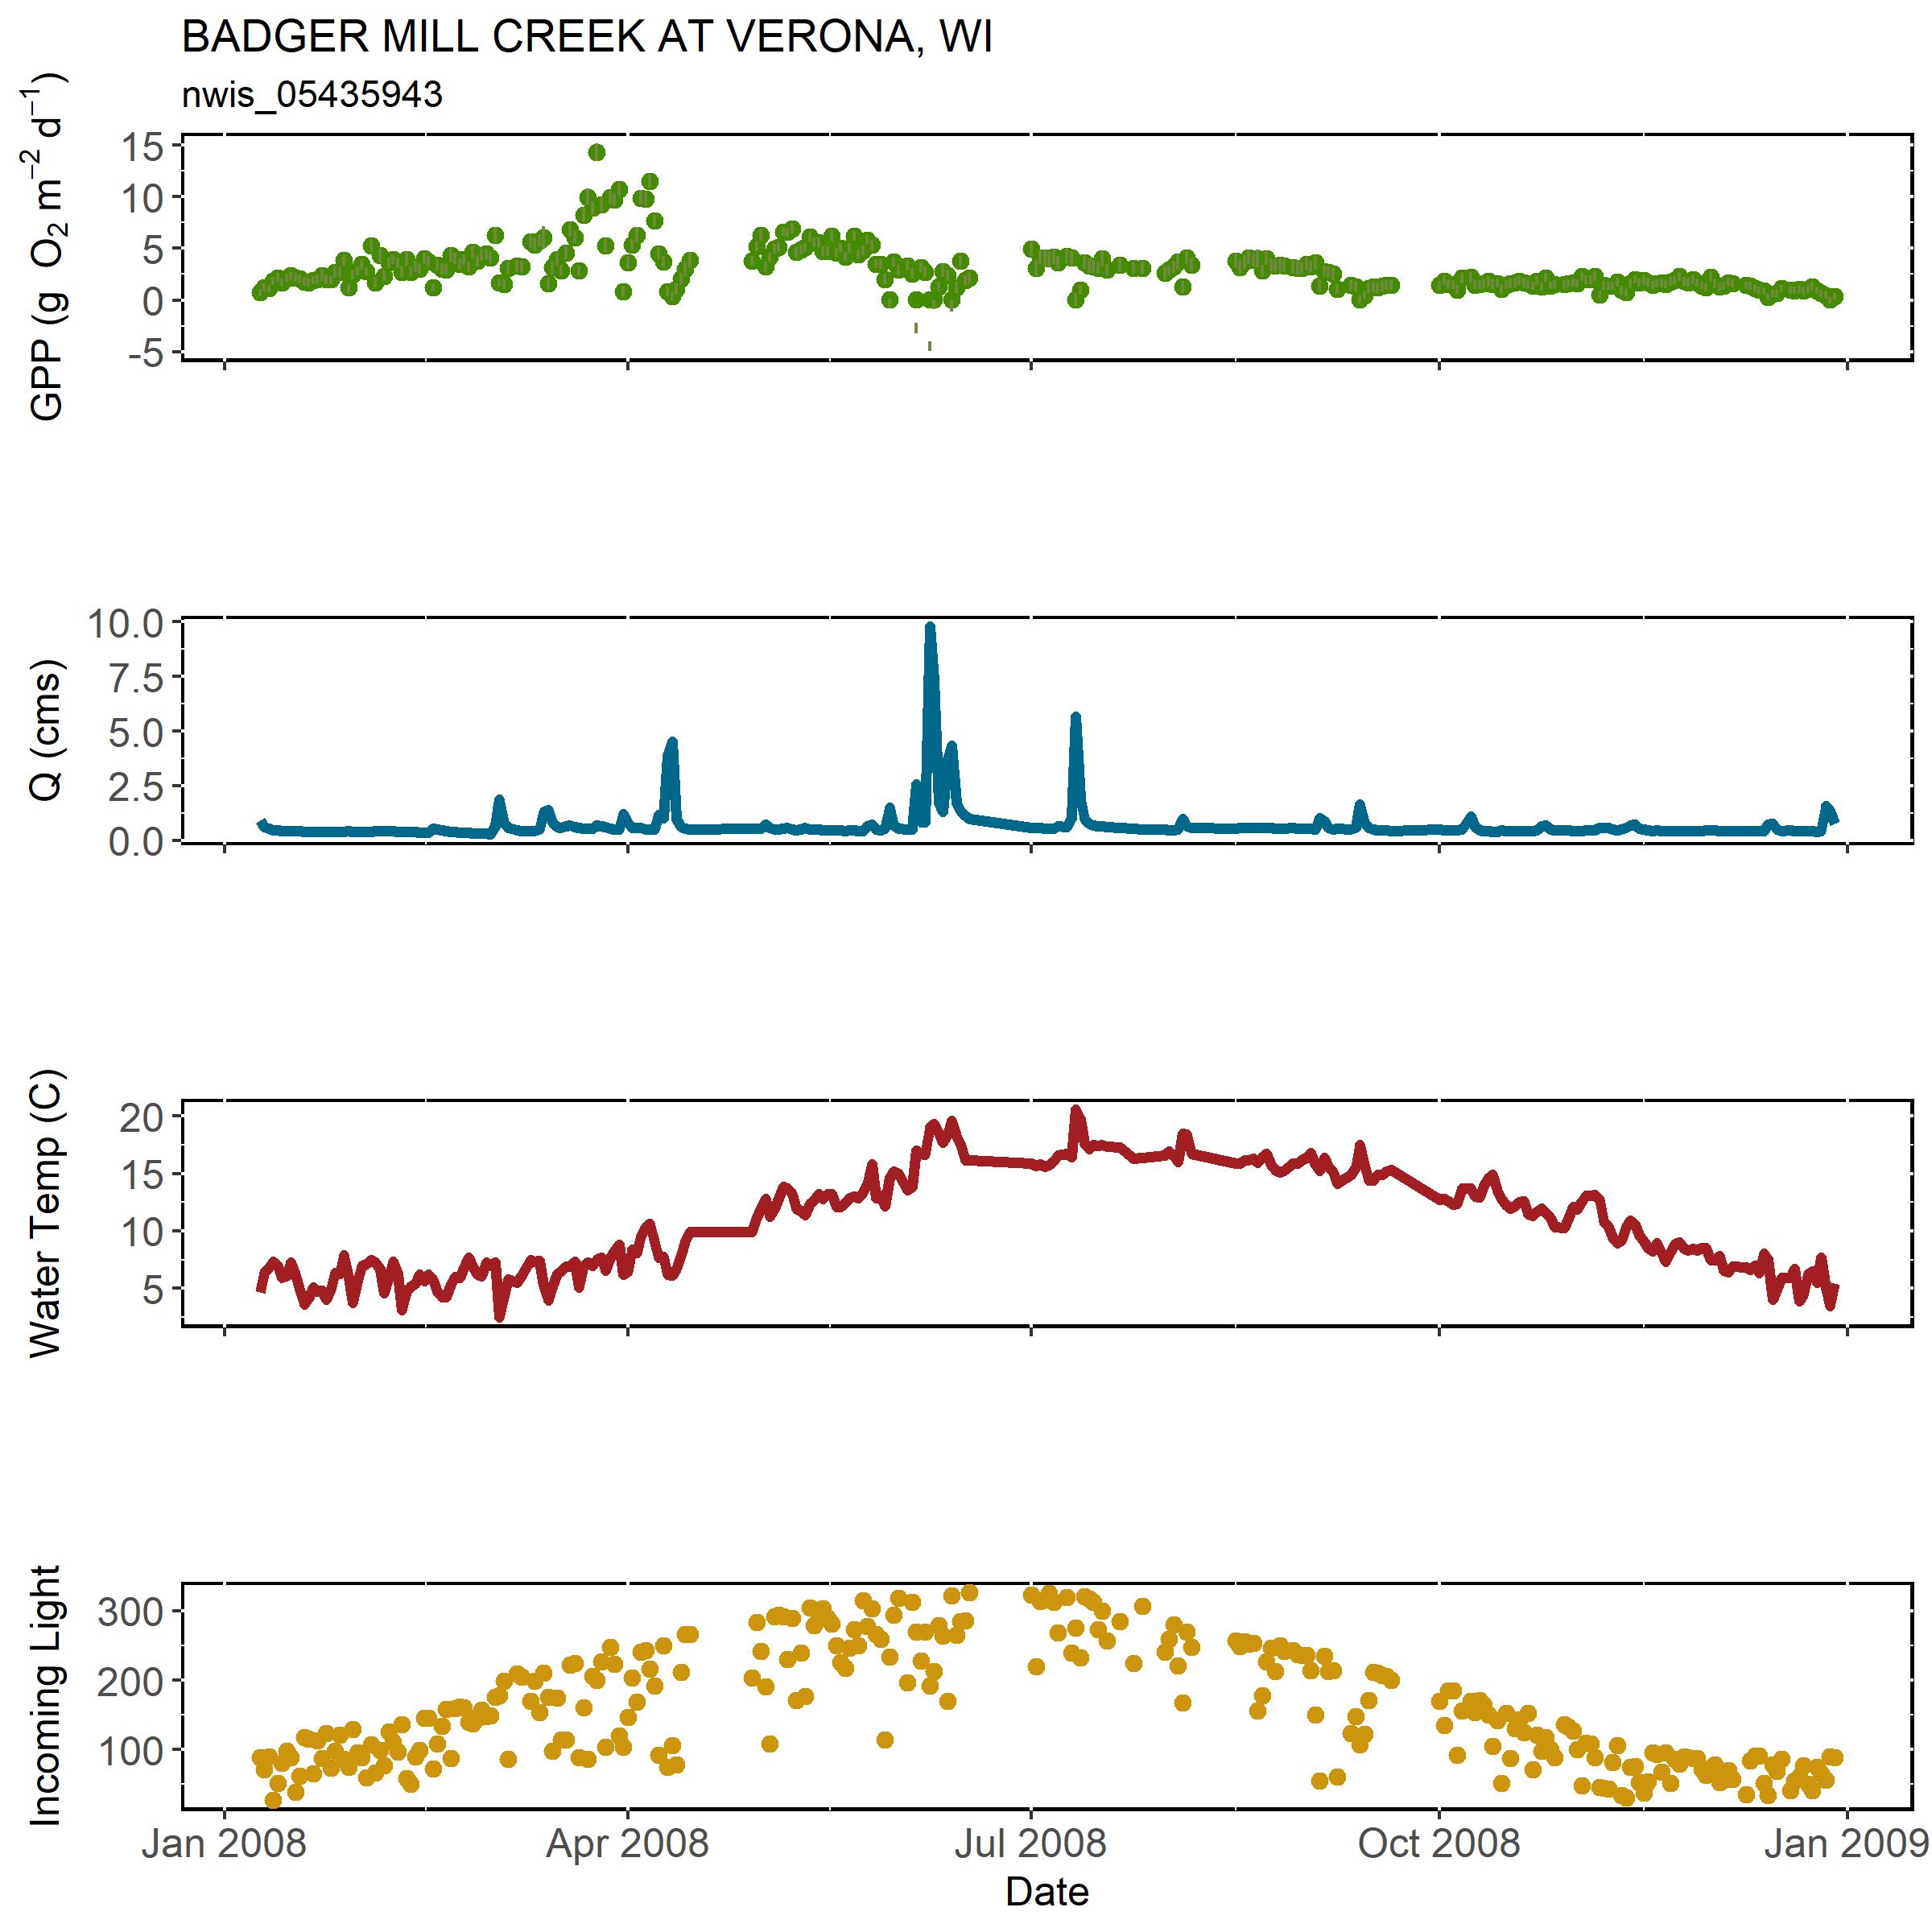 BADGER MILL CREEK AT VERONA, WI
nwis_05435943
GPP (g O₂ m⁻² d⁻¹)
15
10
5
0
-5
Q (cms)
10.0
7.5
5.0
2.5
0.0
Water Temp (C)
20
15
10
5
Incoming Light
300
200
100
Jan 2008 Apr 2008 Jul 2008 Oct 2008 Jan 2009
Date